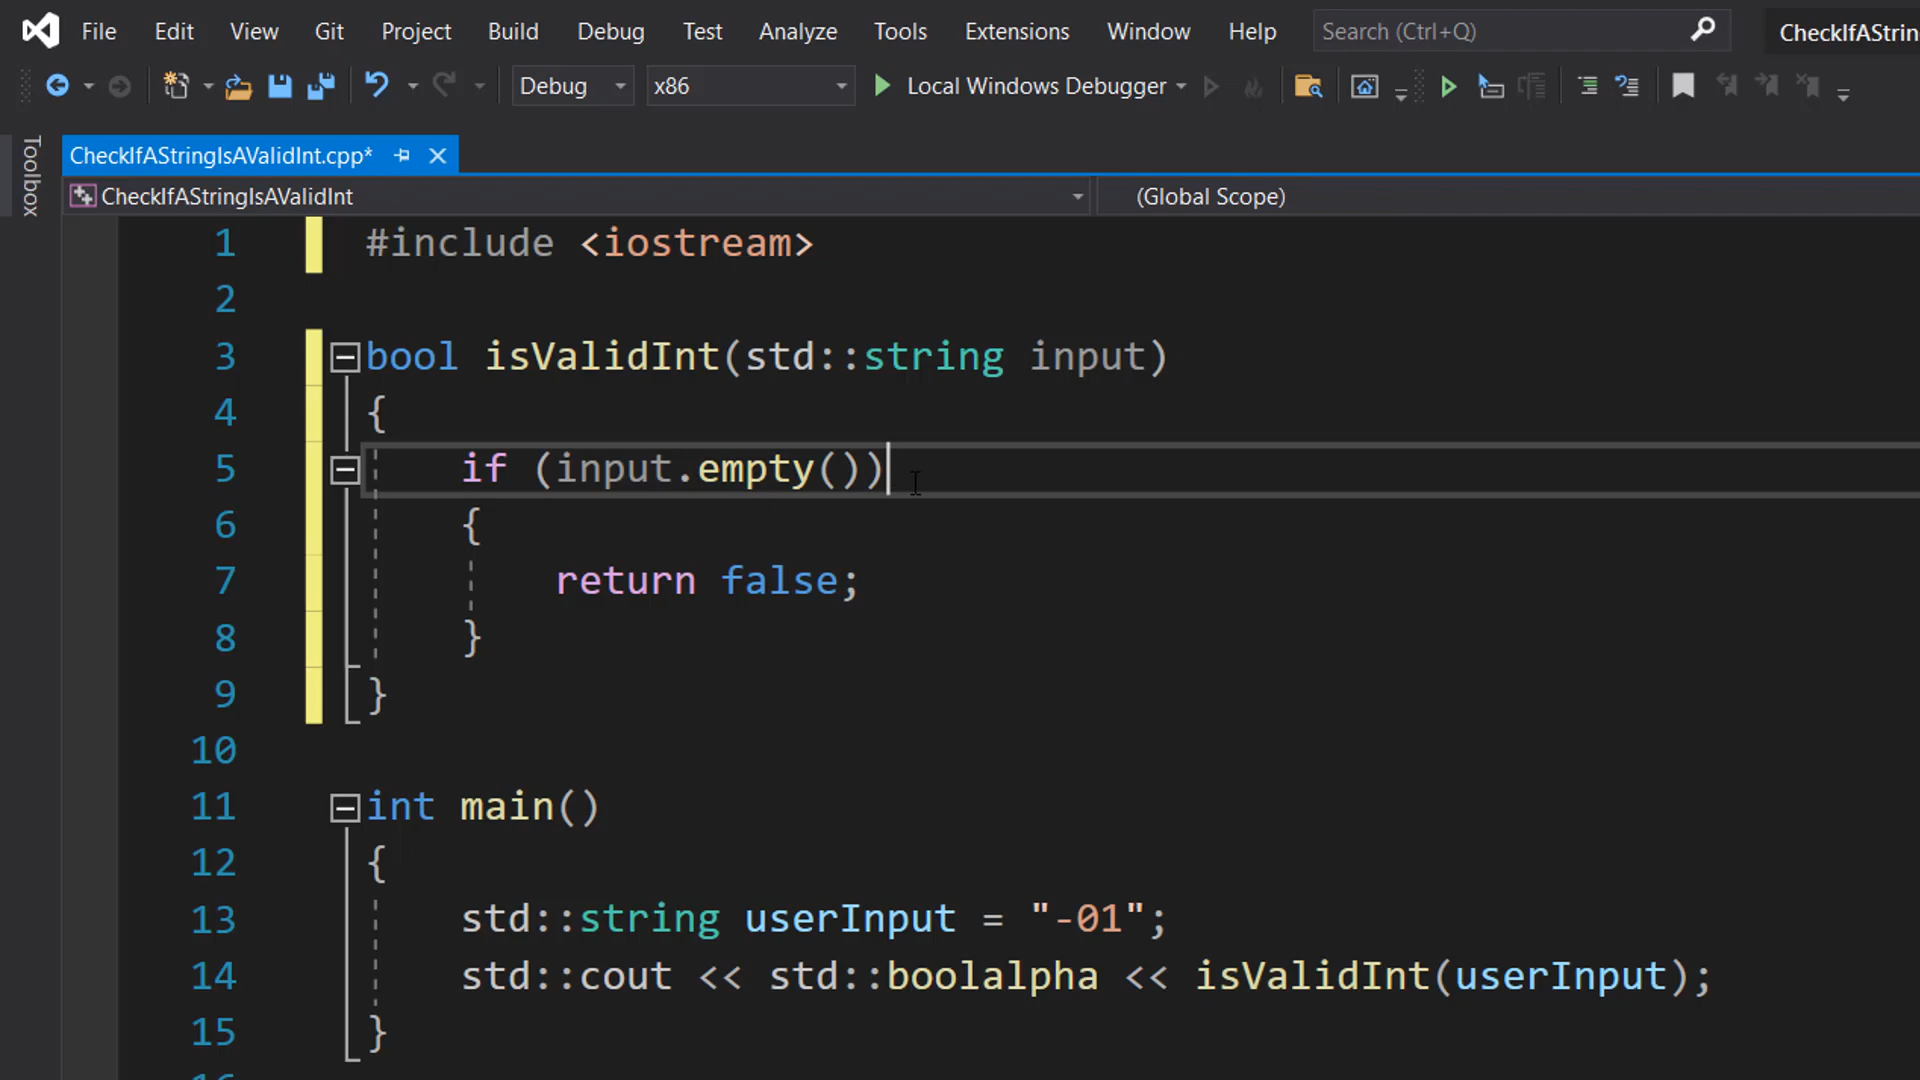 File Edit View Git Project Build Debug Test Analyze Tools Extensions Window Help Search (Ctrl+Q) CheckIfAStrin
Debug x86 Local Windows Debugger
Toolbox
CheckIfAStringIsAValidInt.cpp*
CheckIfAStringIsAValidInt (Global Scope)
1 #include <iostream>
2
3 bool isValidInt(std::string input)
4 {
5 if (input.empty())
6 {
7 return false;
8 }
9 }
10
11 int main()
12 {
13 std::string userInput = "-01";
14 std::cout << std::boolalpha << isValidInt(userInput);
15 }